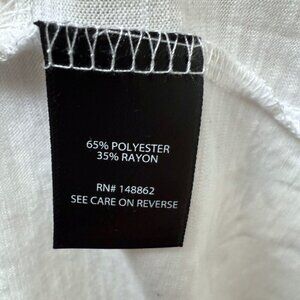 65% POLYESTER
35% RAYON
RN# 148862
SEE CARE ON REVERSE